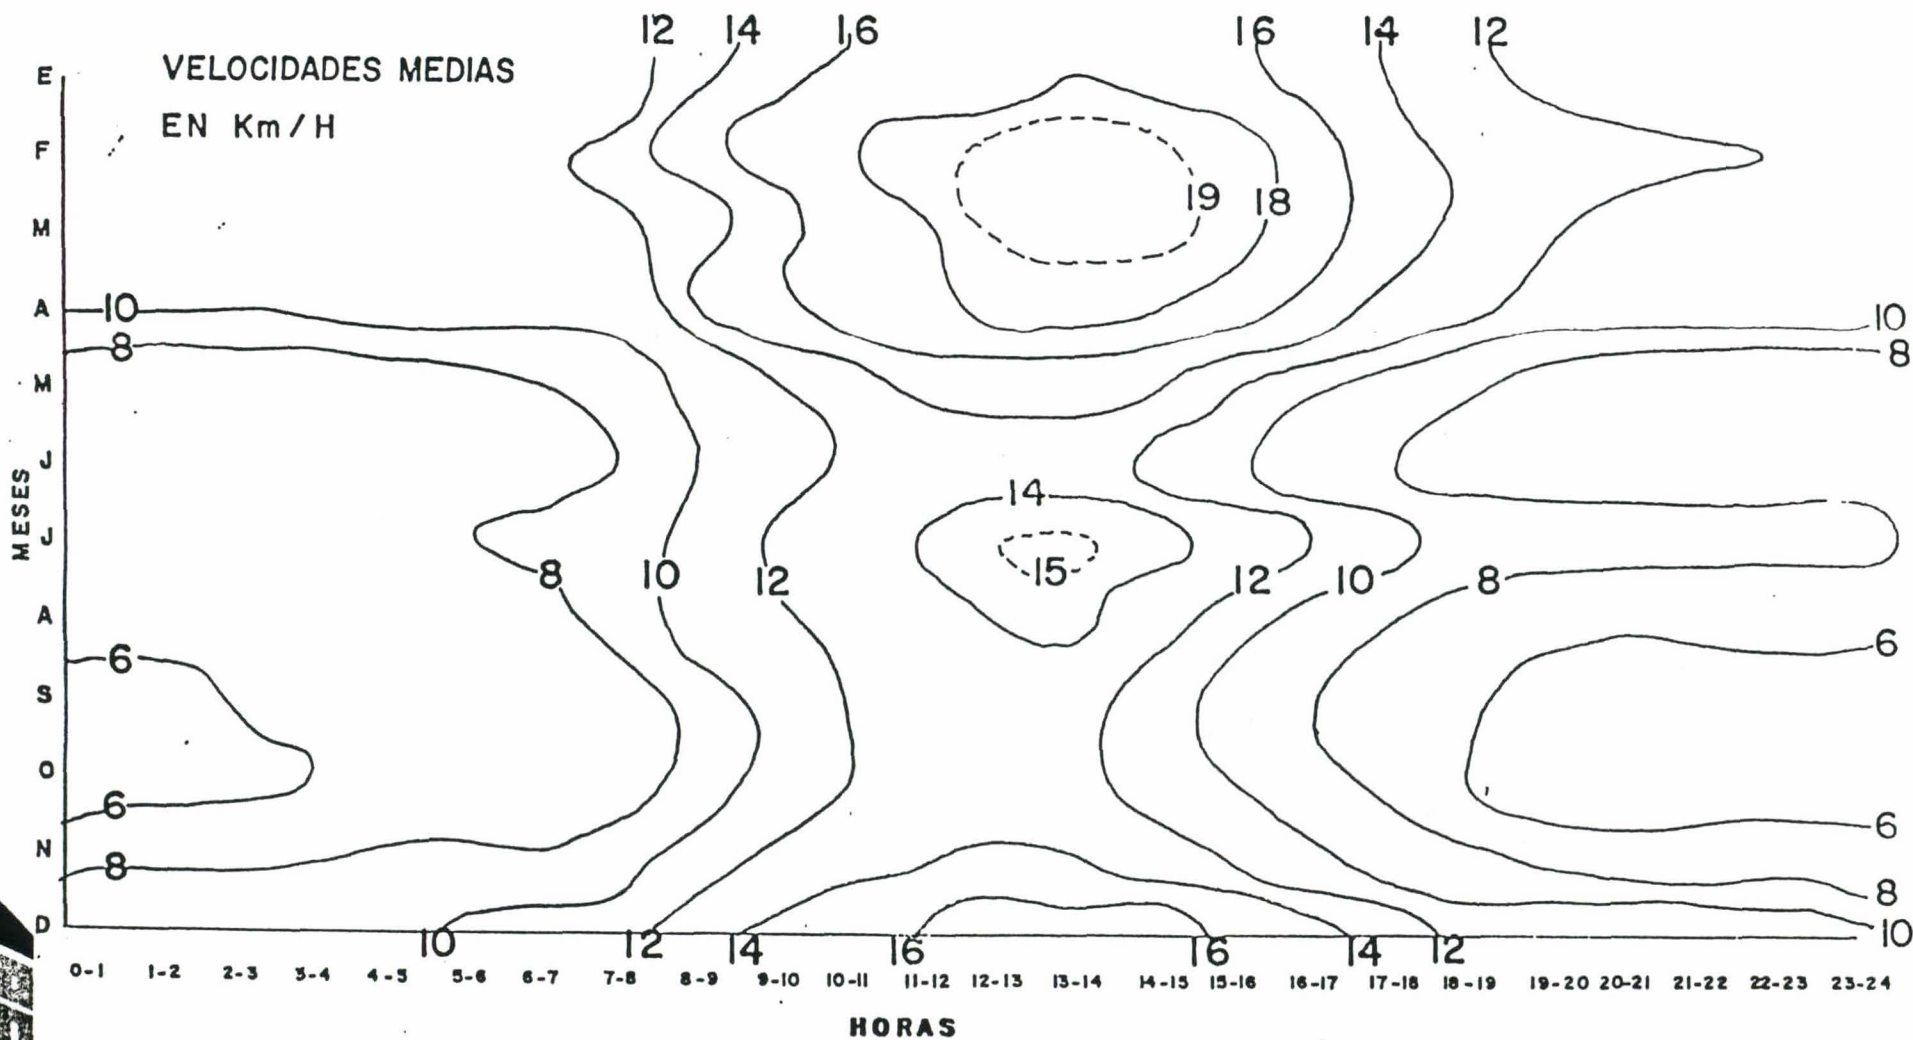 12 14 16 16 14 12
VELOCIDADES MEDIAS
EN Km/H
E
F
19 18
M
A 10 10
8 8
M
J
14
J
15
8 10 12 12 10 8
A
6 6
S
O
6 6
N
8 8
D
10 12 14 16 16 14 12 10
0-1 1-2 2-3 3-4 4-5 5-6 6-7 7-8 8-9 9-10 10-11 11-12 12-13 13-14 14-15 15-16 16-17 17-18 18-19 19-20 20-21 21-22 22-23 23-24
MESES
HORAS